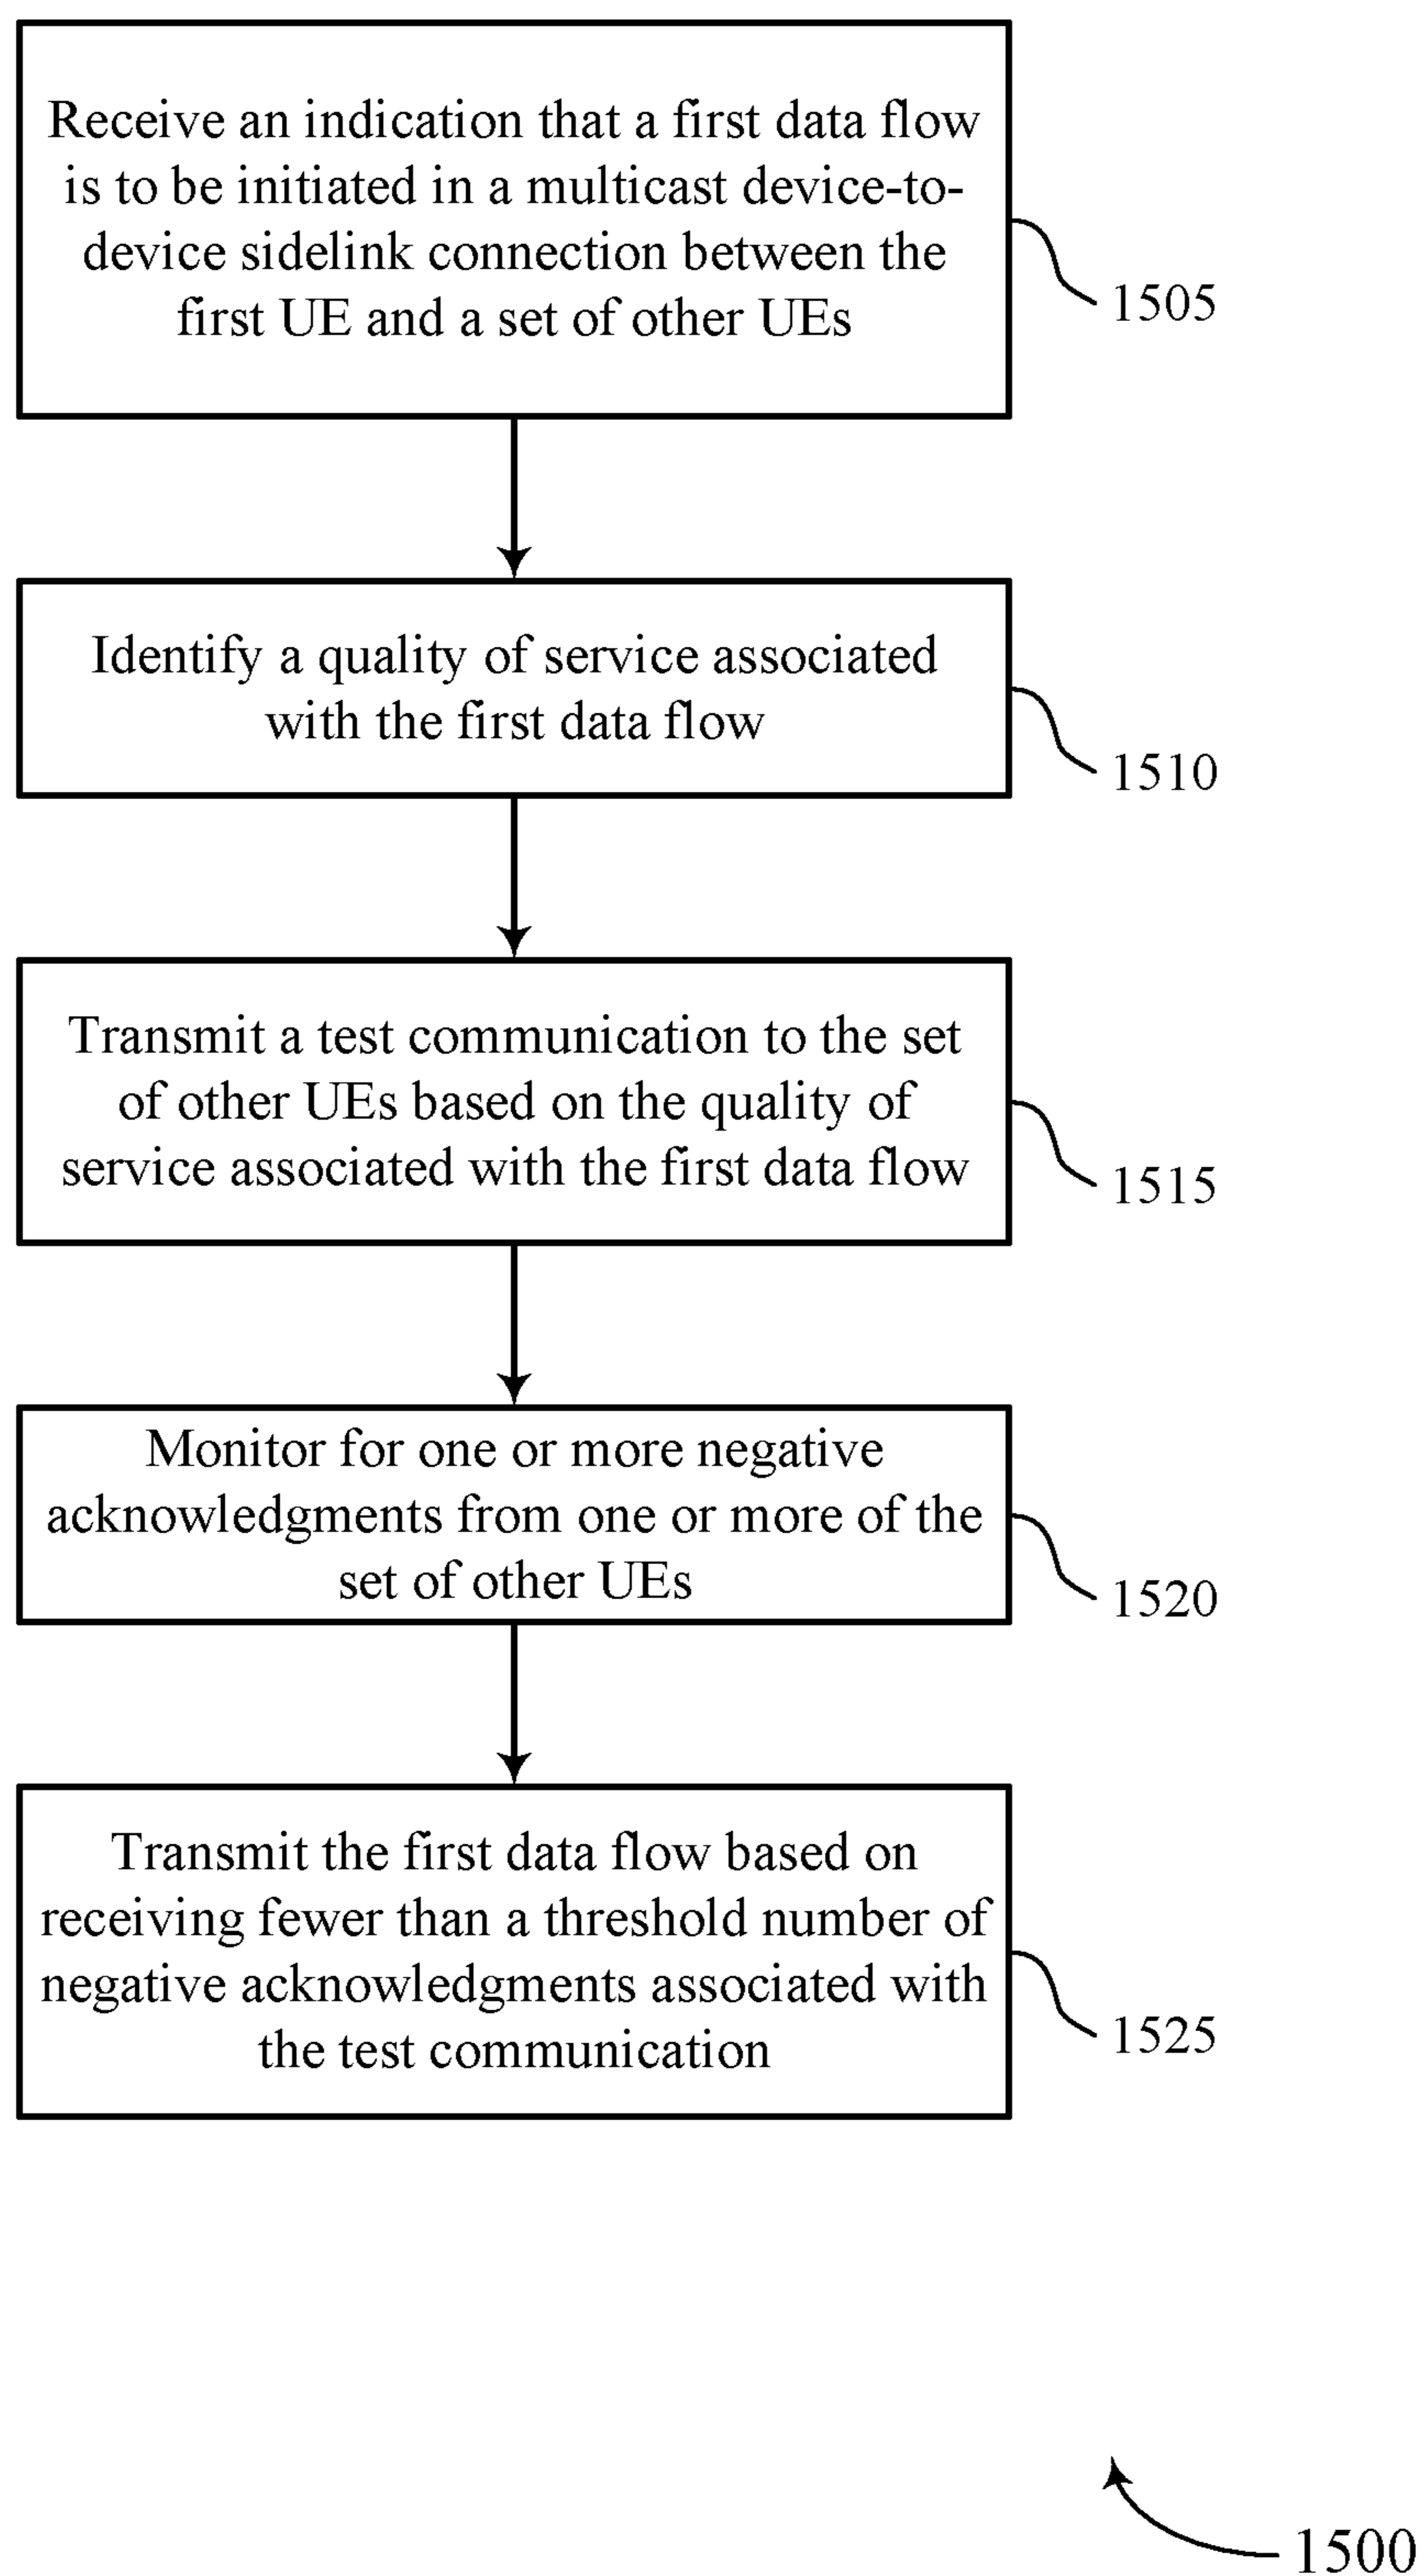 Receive an indication that a first data flow
is to be initiated in a multicast device-to-
device sidelink connection between the
first UE and a set of other UEs
1505
Identify a quality of service associated
with the first data flow
1510
Transmit a test communication to the set
of other UEs based on the quality of
service associated with the first data flow
1515
Monitor for one or more negative
acknowledgments from one or more of the
set of other UEs
1520
Transmit the first data flow based on
receiving fewer than a threshold number of
negative acknowledgments associated with
the test communication
1525
1500